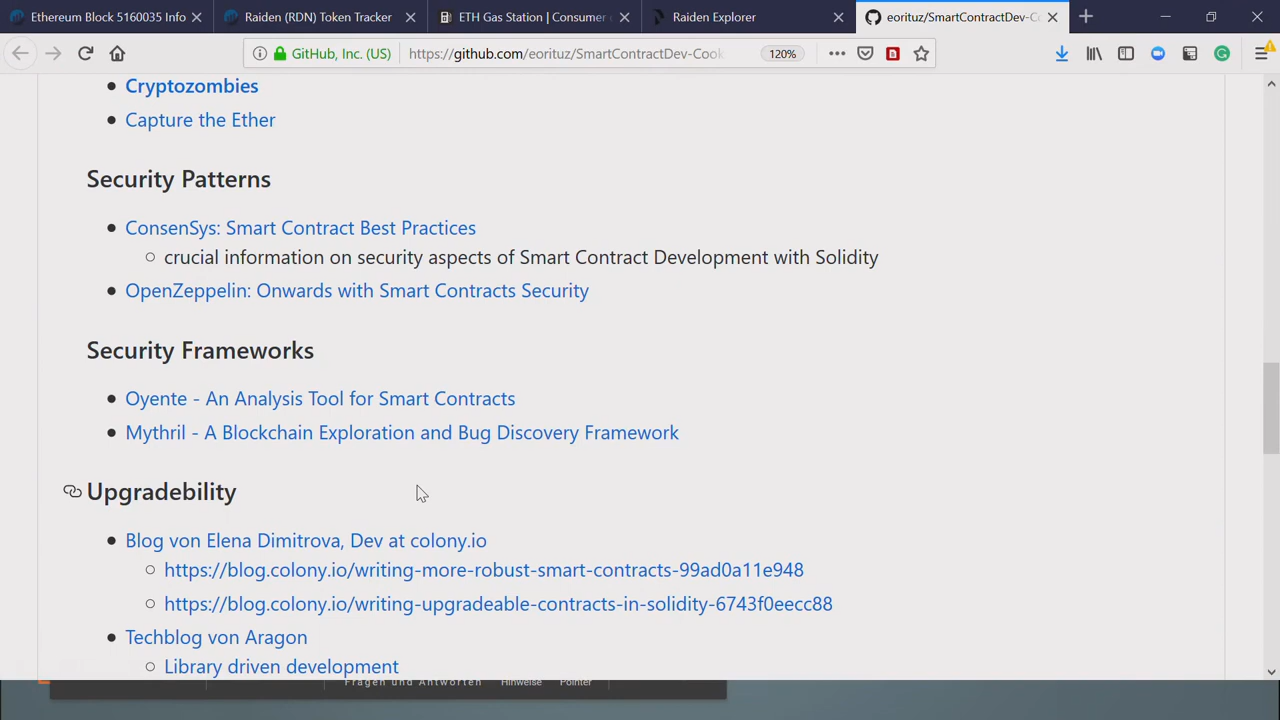 Ethereum Block 5160035 Info
Raiden (RDN) Token Tracker
ETH Gas Station | Consumer
Raiden Explorer
eorituz/SmartContractDev-Co
GitHub, Inc. (US)
https://github.com/eorituz/SmartContractDev-Cook
120%
Cryptozombies
Capture the Ether
Security Patterns
ConsenSys: Smart Contract Best Practices
crucial information on security aspects of Smart Contract Development with Solidity
OpenZeppelin: Onwards with Smart Contracts Security
Security Frameworks
Oyente - An Analysis Tool for Smart Contracts
Mythril - A Blockchain Exploration and Bug Discovery Framework
Upgradebility
Blog von Elena Dimitrova, Dev at colony.io
https://blog.colony.io/writing-more-robust-smart-contracts-99ad0a11e948
https://blog.colony.io/writing-upgradeable-contracts-in-solidity-6743f0eecc88
Techblog von Aragon
Library driven development
Fragen und Antworten Hinweise Pointer